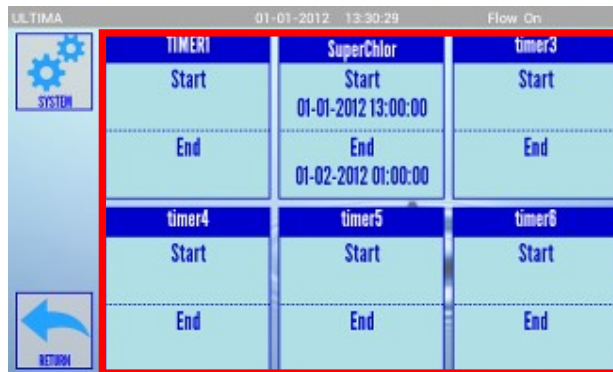 ULTIMA 01-01-2012 13:30:29 Flow On
SYSTEM
TIMER1
Start
End
SuperChlor
Start
01-01-2012 13:00:00
End
01-02-2012 01:00:00
timer3
Start
End
timer4
Start
End
timer5
Start
End
timer6
Start
End
RETURN